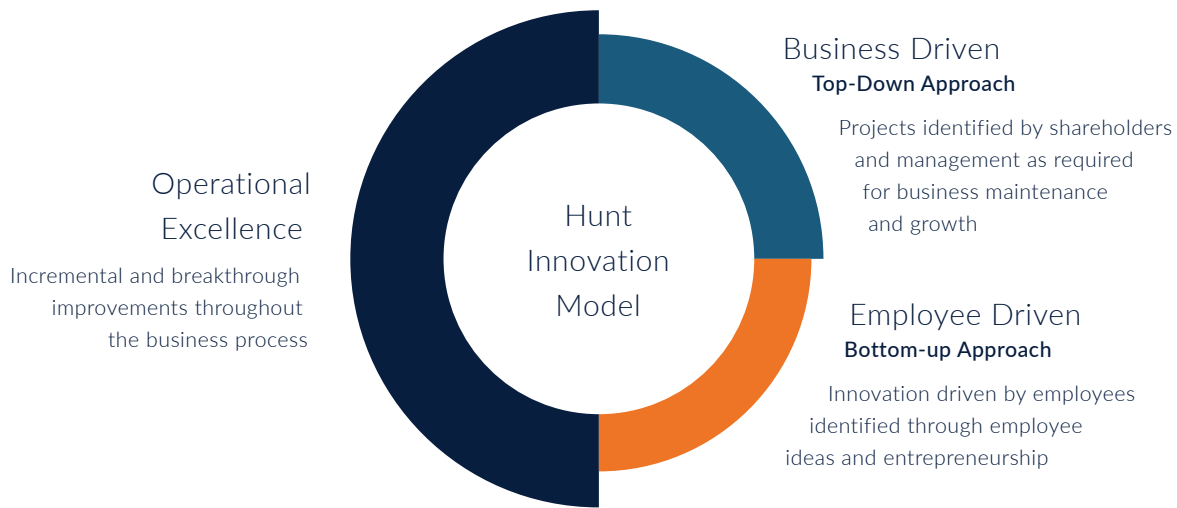 Operational
Excellence
Incremental and breakthrough
improvements throughout
the business process
Hunt
Innovation
Model
Business Driven
Top-Down Approach
Projects identified by shareholders
and management as required
for business maintenance
and growth
Employee Driven
Bottom-up Approach
Innovation driven by employees
identified through employee
ideas and entrepreneurship